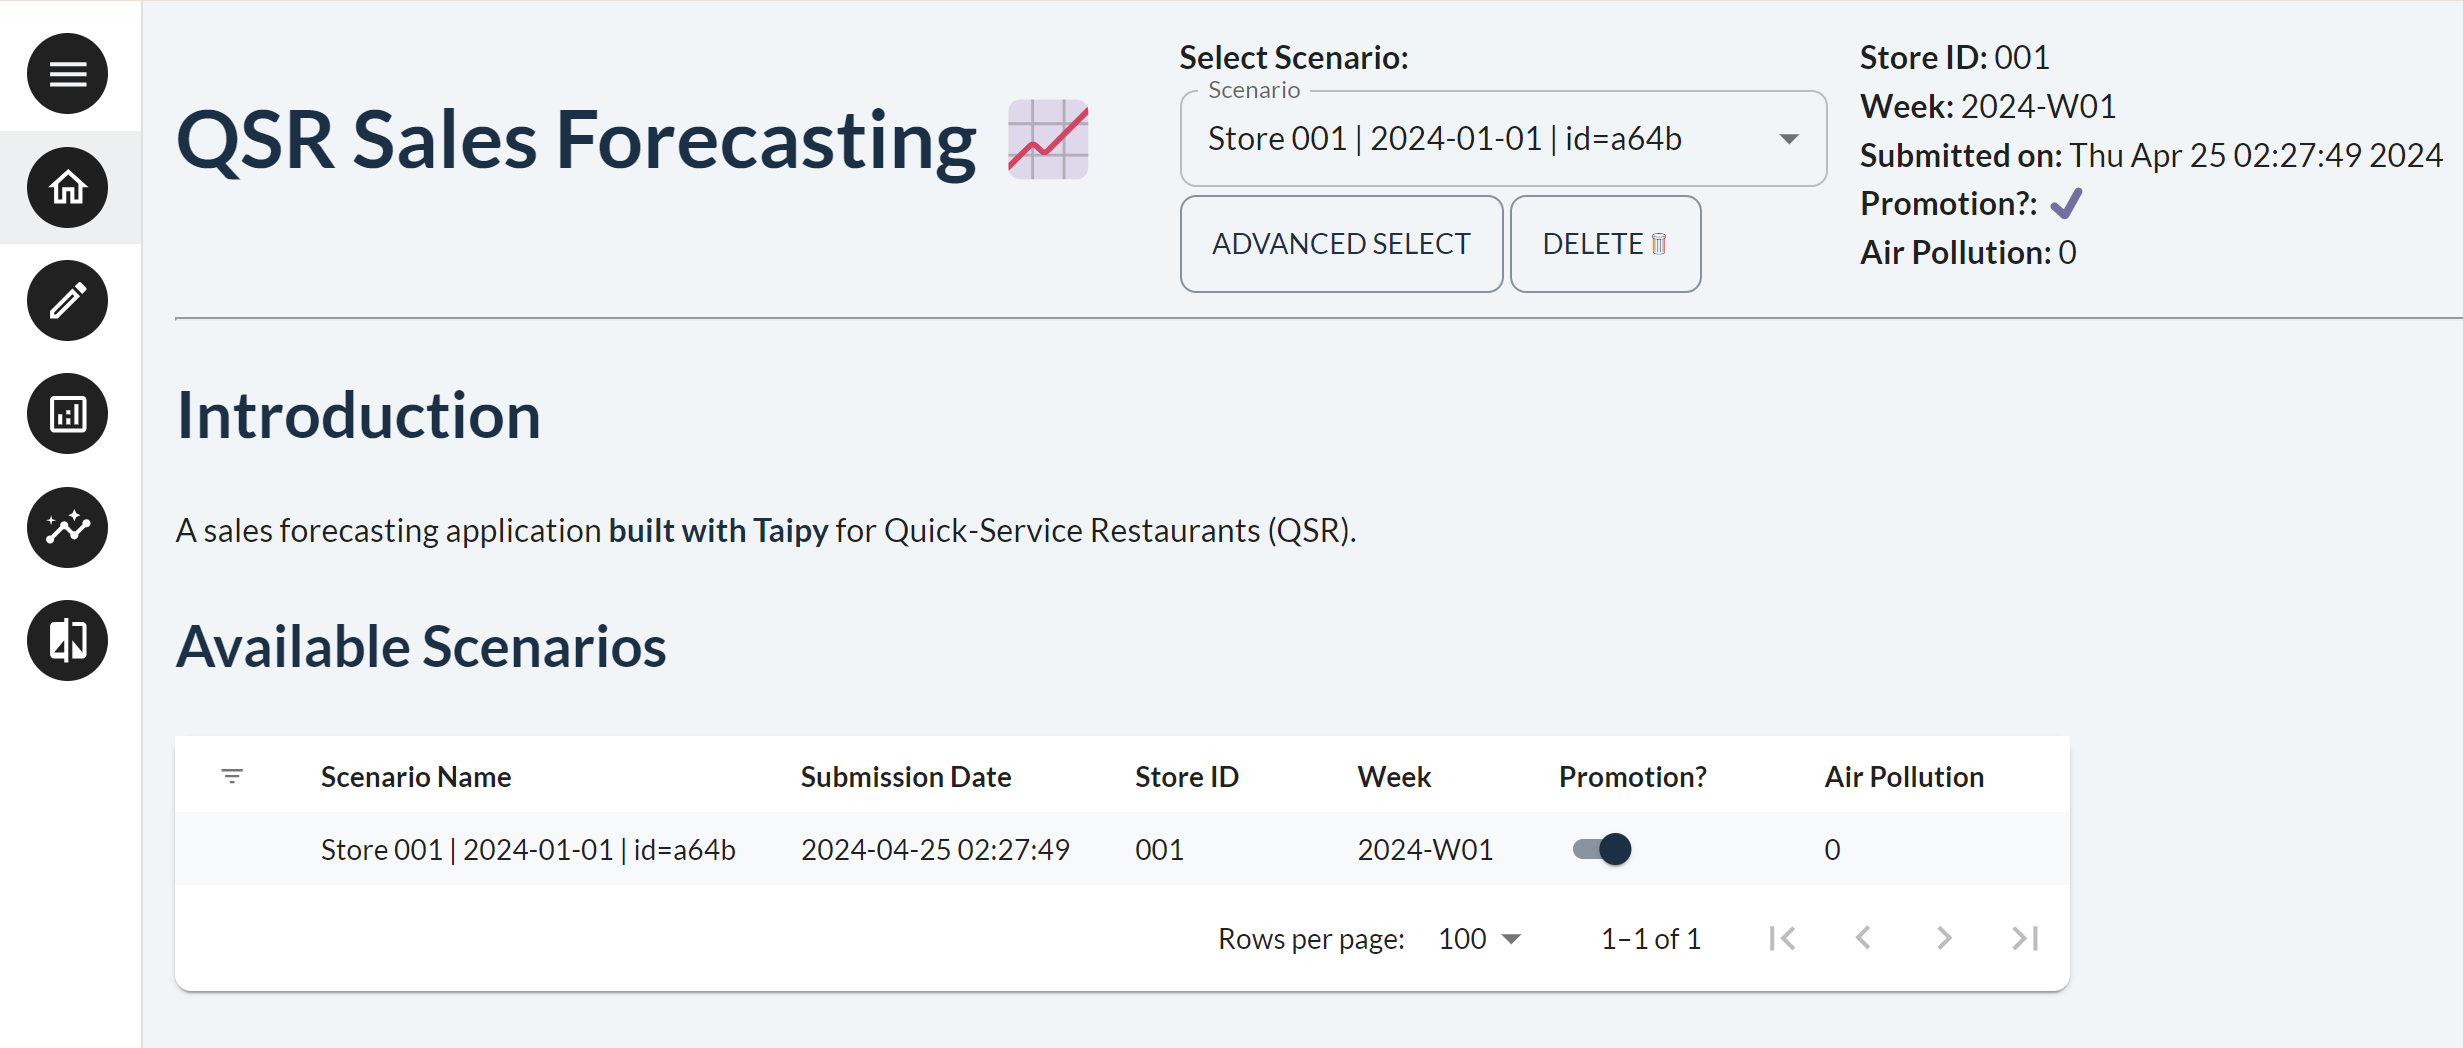 QSR Sales Forecasting
Select Scenario:
Scenario
Store 001 | 2024-01-01 | id=a64b
ADVANCED SELECT
DELETE
Store ID: 001
Week: 2024-W01
Submitted on: Thu Apr 25 02:27:49 2024
Promotion?:
Air Pollution: 0
Introduction
A sales forecasting application built with Taipy for Quick-Service Restaurants (QSR).
Available Scenarios
Scenario Name Submission Date Store ID Week Promotion? Air Pollution
Store 001 | 2024-01-01 | id=a64b 2024-04-25 02:27:49 001 2024-W01 0
Rows per page: 100 1–1 of 1